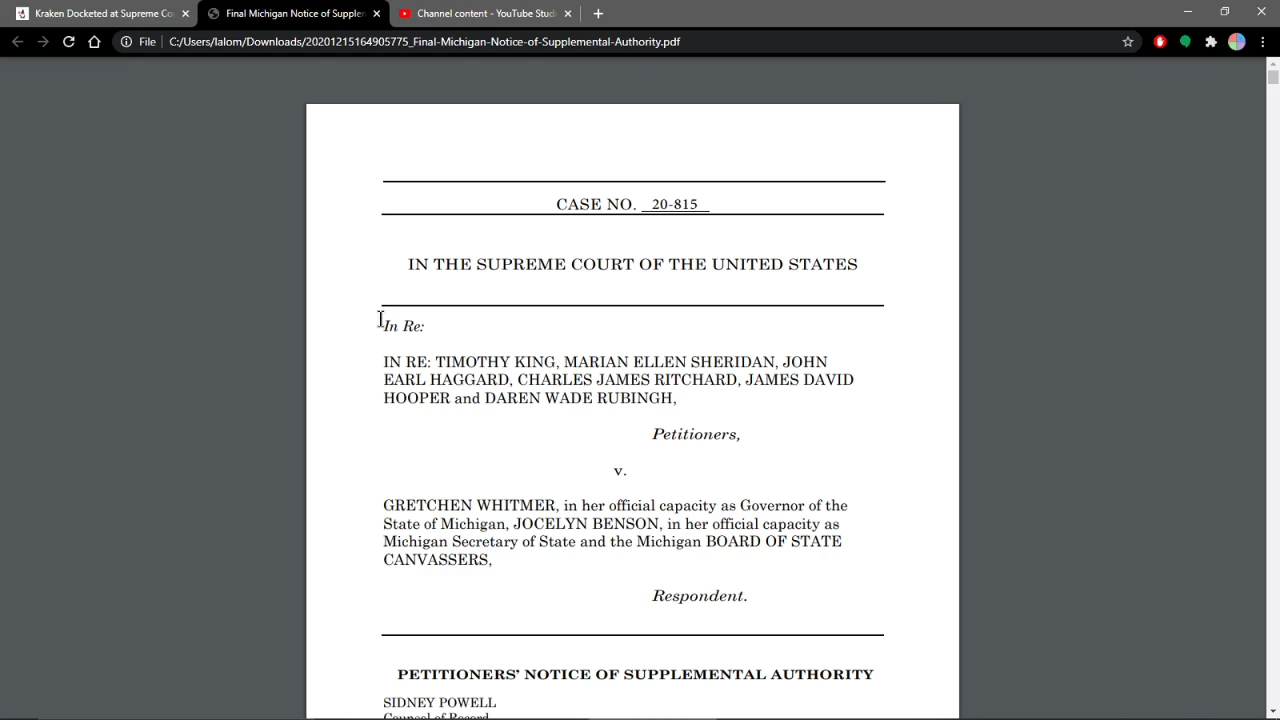 Kraken Docketed at Supreme Co
Final Michigan Notice of Supplem
Channel content - YouTube Studi
File
C:/Users/lalom/Downloads/20201215164905775_Final-Michigan-Notice-of-Supplemental-Authority.pdf
CASE NO. 20-815
IN THE SUPREME COURT OF THE UNITED STATES
In Re:
IN RE: TIMOTHY KING, MARIAN ELLEN SHERIDAN, JOHN
EARL HAGGARD, CHARLES JAMES RITCHARD, JAMES DAVID
HOOPER and DAREN WADE RUBINGH,
Petitioners,
v.
GRETCHEN WHITMER, in her official capacity as Governor of the
State of Michigan, JOCELYN BENSON, in her official capacity as
Michigan Secretary of State and the Michigan BOARD OF STATE
CANVASSERS,
Respondent.
PETITIONERS' NOTICE OF SUPPLEMENTAL AUTHORITY
SIDNEY POWELL
Counsel of Record